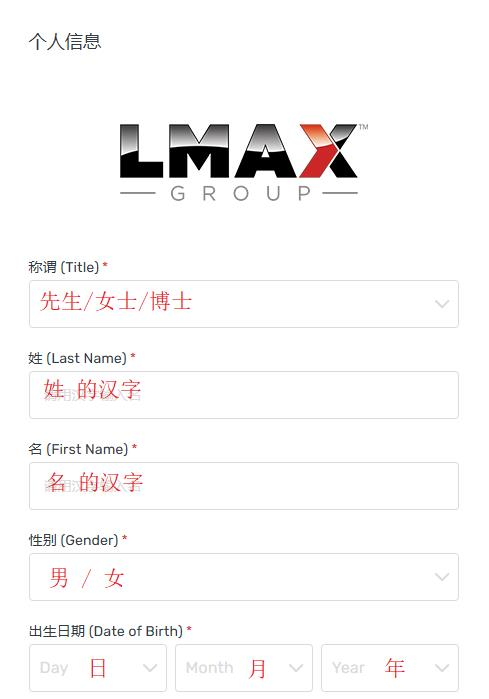 个人信息
LMAX™
GROUP
称谓 (Title) *
先生/女士/博士
姓 (Last Name) *
姓 的汉字
名 (First Name) *
名 的汉字
性别 (Gender) *
男 / 女
出生日期 (Date of Birth) *
Day 日 Month 月 Year 年